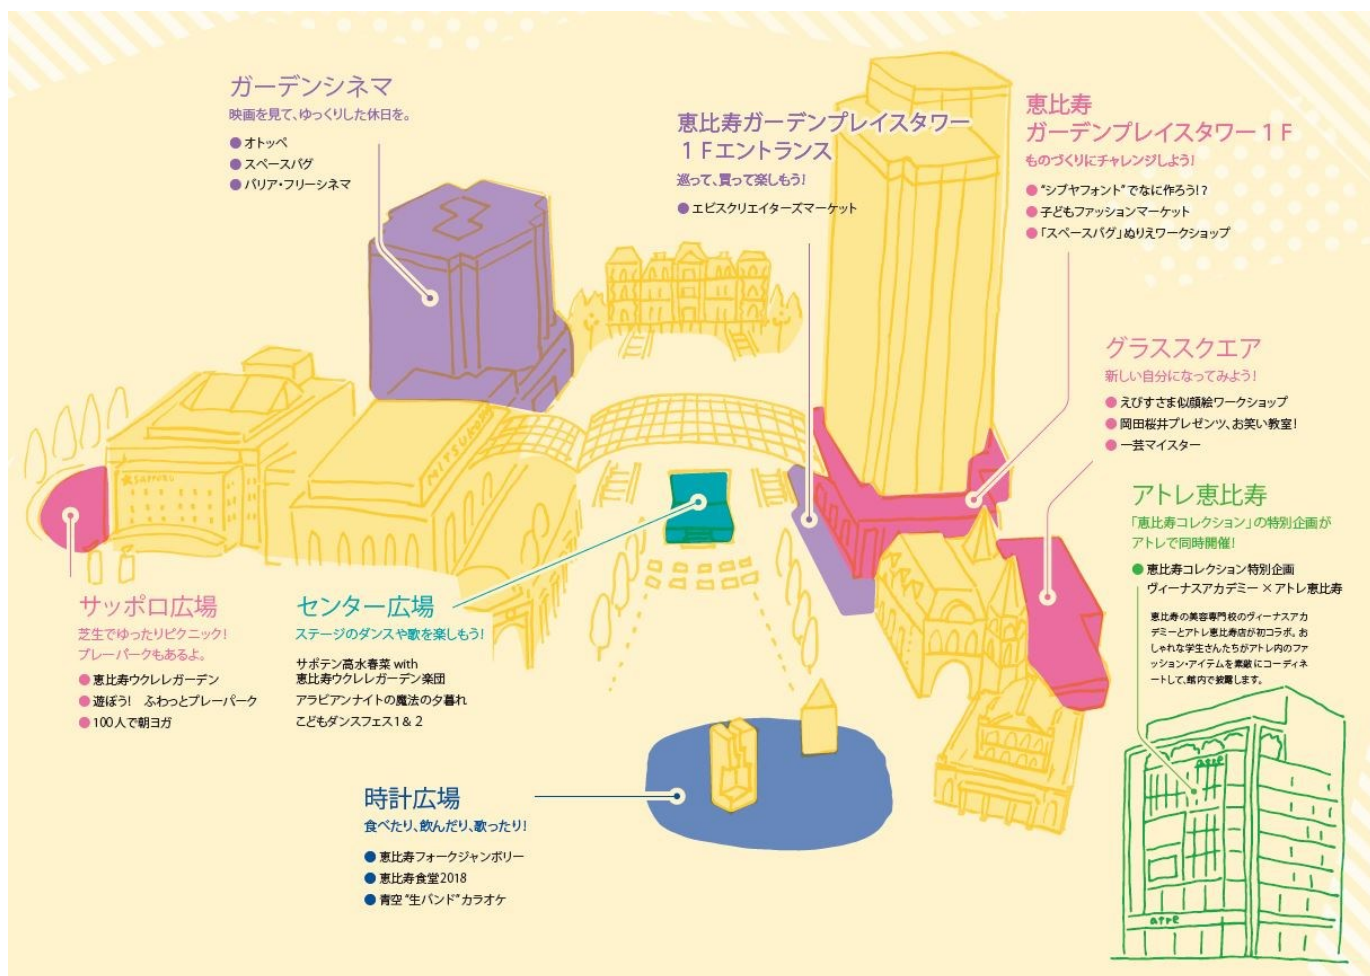 ガーデンシネマ
映画を見て、ゆっくりした休日を。
● オトッペ
● スペースバグ
● バリア・フリーシネマ
恵比寿ガーデンプレイスタワー
1Fエントランス
巡って、買って楽しもう!
● エビスクリエイターズマーケット
恵比寿
ガーデンプレイスタワー1F
ものづくりにチャレンジしよう!
● “シブヤフォント”でなに作ろう!?
● 子どもファッションマーケット
● 「スペースバグ」ぬりえワークショップ
グラススクエア
新しい自分になってみよう!
● えびすさま似顔絵ワークショップ
● 岡田桜井プレゼンツ、お笑い教室!
● 一芸マイスター
アトレ恵比寿
「恵比寿コレクション」の特別企画が
アトレで同時開催!
● 恵比寿コレクション特別企画
ヴィーナスアカデミー×アトレ恵比寿
恵比寿の美容専門校のヴィーナスアカ
デミーとアトレ恵比寿店が初コラボ。お
しゃれな学生さんたちがアトレ内のファ
ッション・アイテムを素敵にコーディネ
ートして、館内で披露します。
atre
atre
SAPPORO
MITSUKOSHI
サッポロ広場
芝生でゆったりピクニック!
プレーパークもあるよ。
● 恵比寿ウクレレガーデン
● 遊ぼう! ふわっとプレーパーク
● 100人で朝ヨガ
センター広場
ステージのダンスや歌を楽しもう!
サボテン高水春菜 with
恵比寿ウクレレガーデン楽団
アラビアンナイトの魔法の夕暮れ
こどもダンスフェス1&2
時計広場
食べたり、飲んだり、歌ったり!
● 恵比寿フォークジャンボリー
● 恵比寿食堂2018
● 青空“生バンド”カラオケ